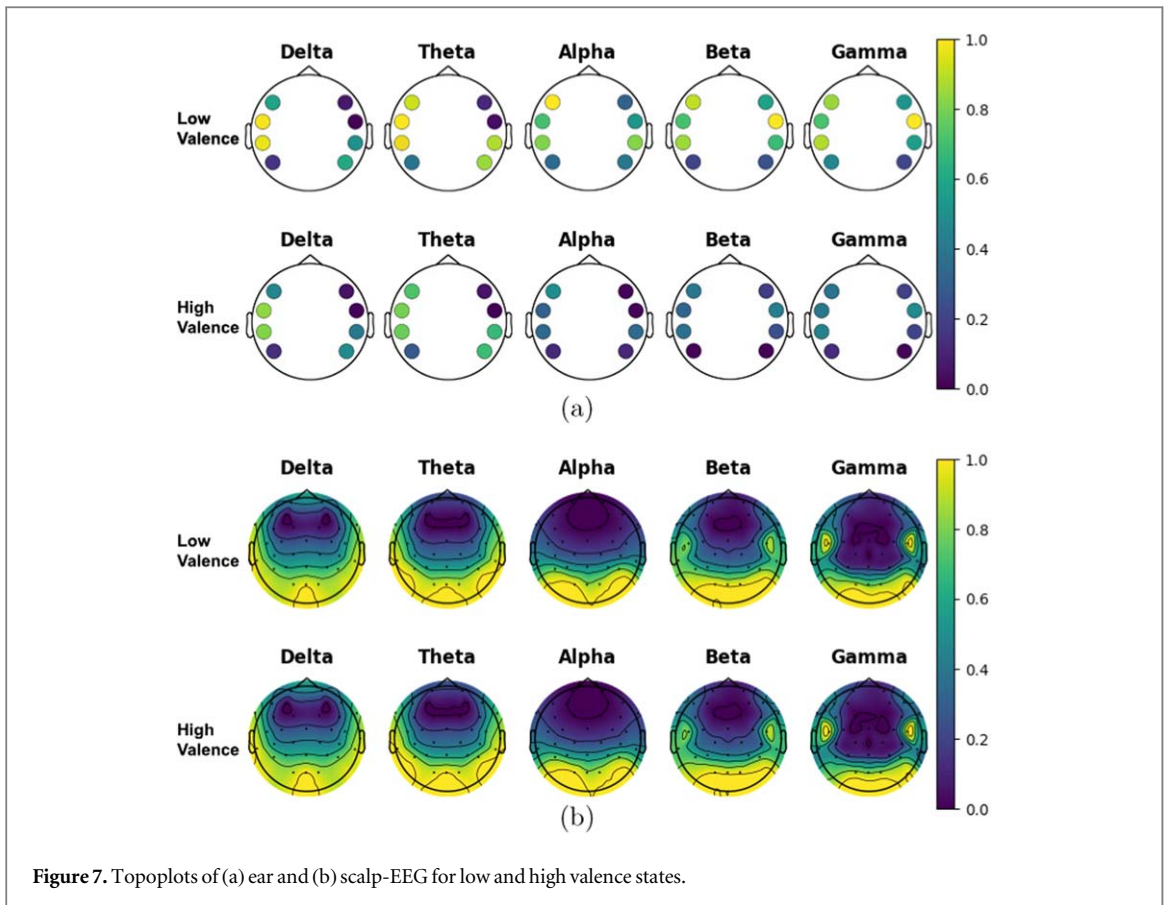 Delta Theta Alpha Beta Gamma
1.0
Low
Valence
0.8
0.6
Delta Theta Alpha Beta Gamma
0.4
High
Valence
0.2
0.0
(a)
Delta Theta Alpha Beta Gamma
1.0
Low
Valence
0.8
0.6
Delta Theta Alpha Beta Gamma
0.4
High
Valence
0.2
0.0
(b)
Figure 7. Topoplots of (a) ear and (b) scalp-EEG for low and high valence states.